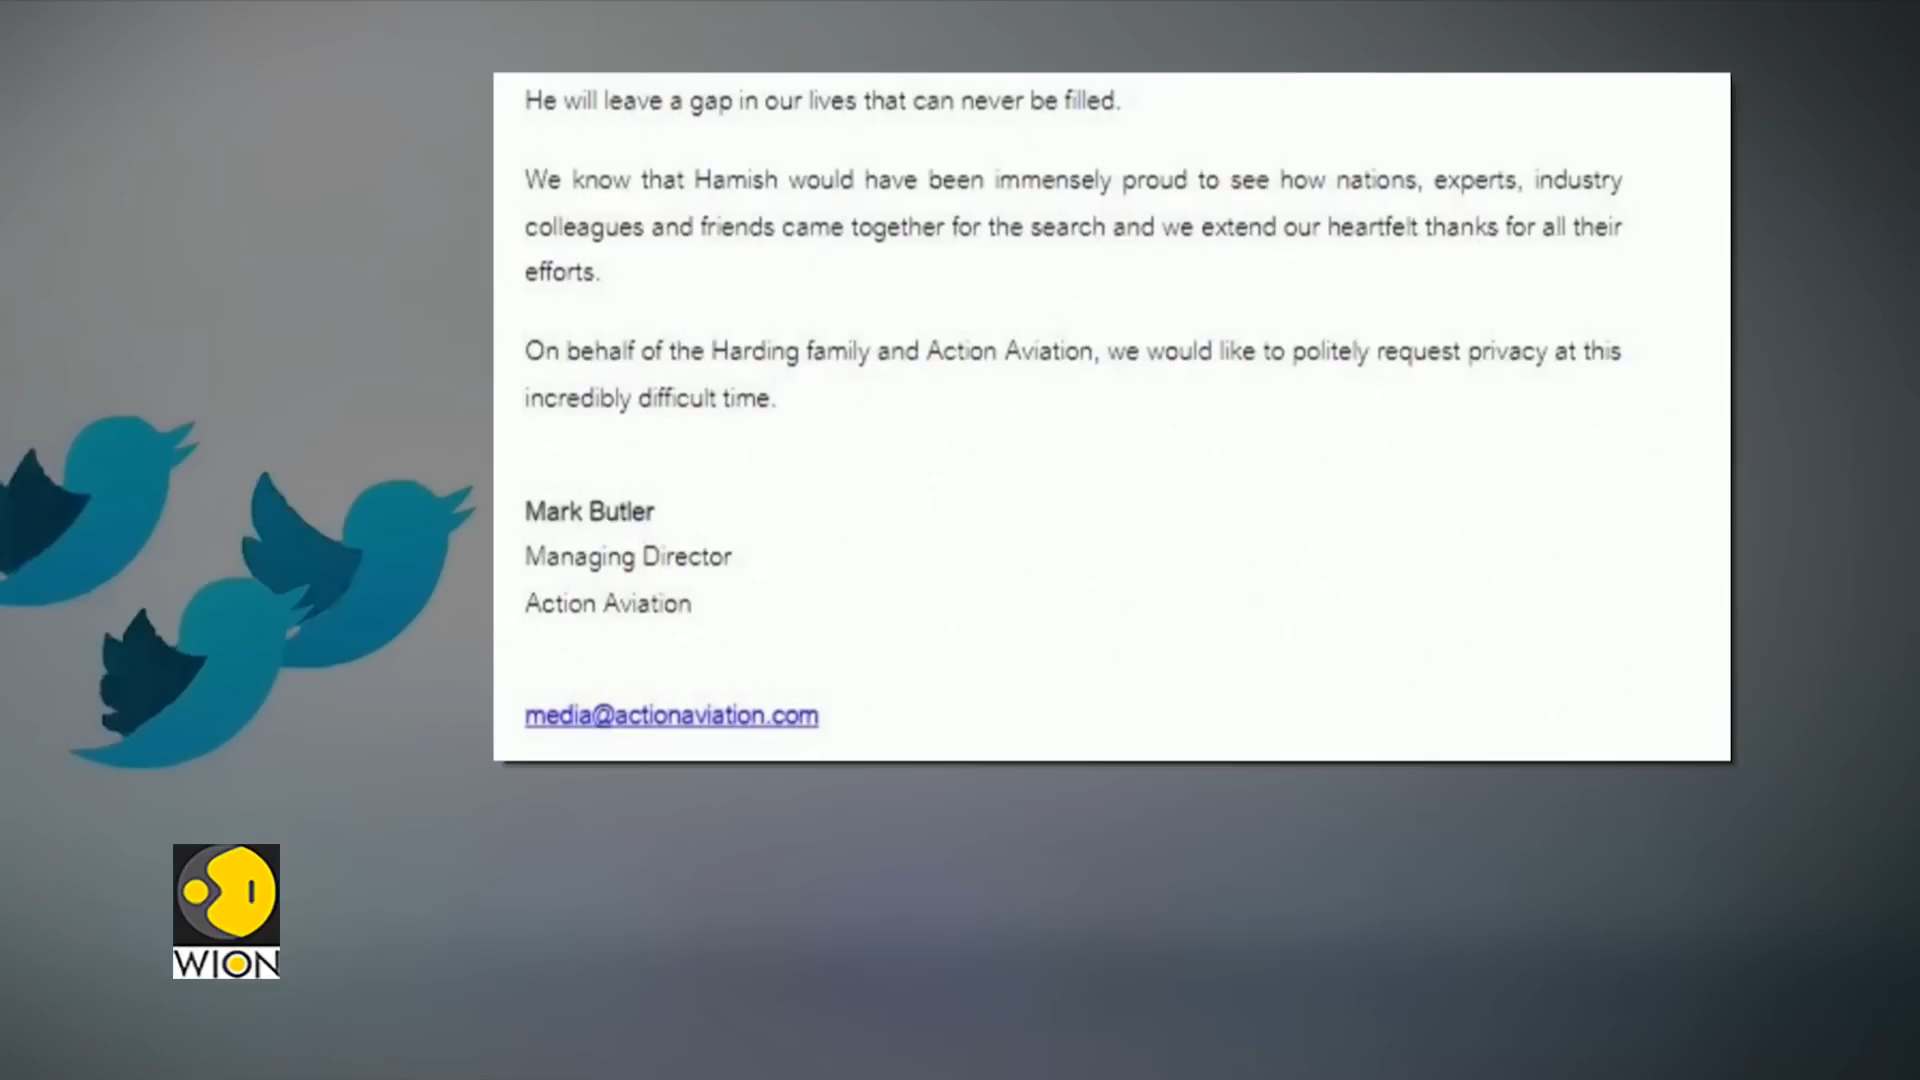 He will leave a gap in our lives that can never be filled.
We know that Hamish would have been immensely proud to see how nations, experts, industry
colleagues and friends came together for the search and we extend our heartfelt thanks for all their
efforts.
On behalf of the Harding family and Action Aviation, we would like to politely request privacy at this
incredibly difficult time.
Mark Butler
Managing Director
Action Aviation
media@actionaviation.com
WION